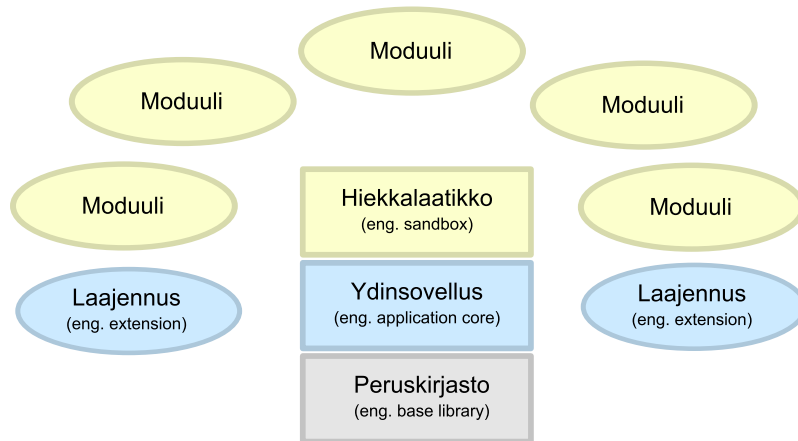 Moduuli
Moduuli
Moduuli
Moduuli
Hiekkalaatikko
(eng. sandbox)
Moduuli
Laajennus
(eng. extension)
Ydinsovellus
(eng. application core)
Laajennus
(eng. extension)
Peruskirjasto
(eng. base library)